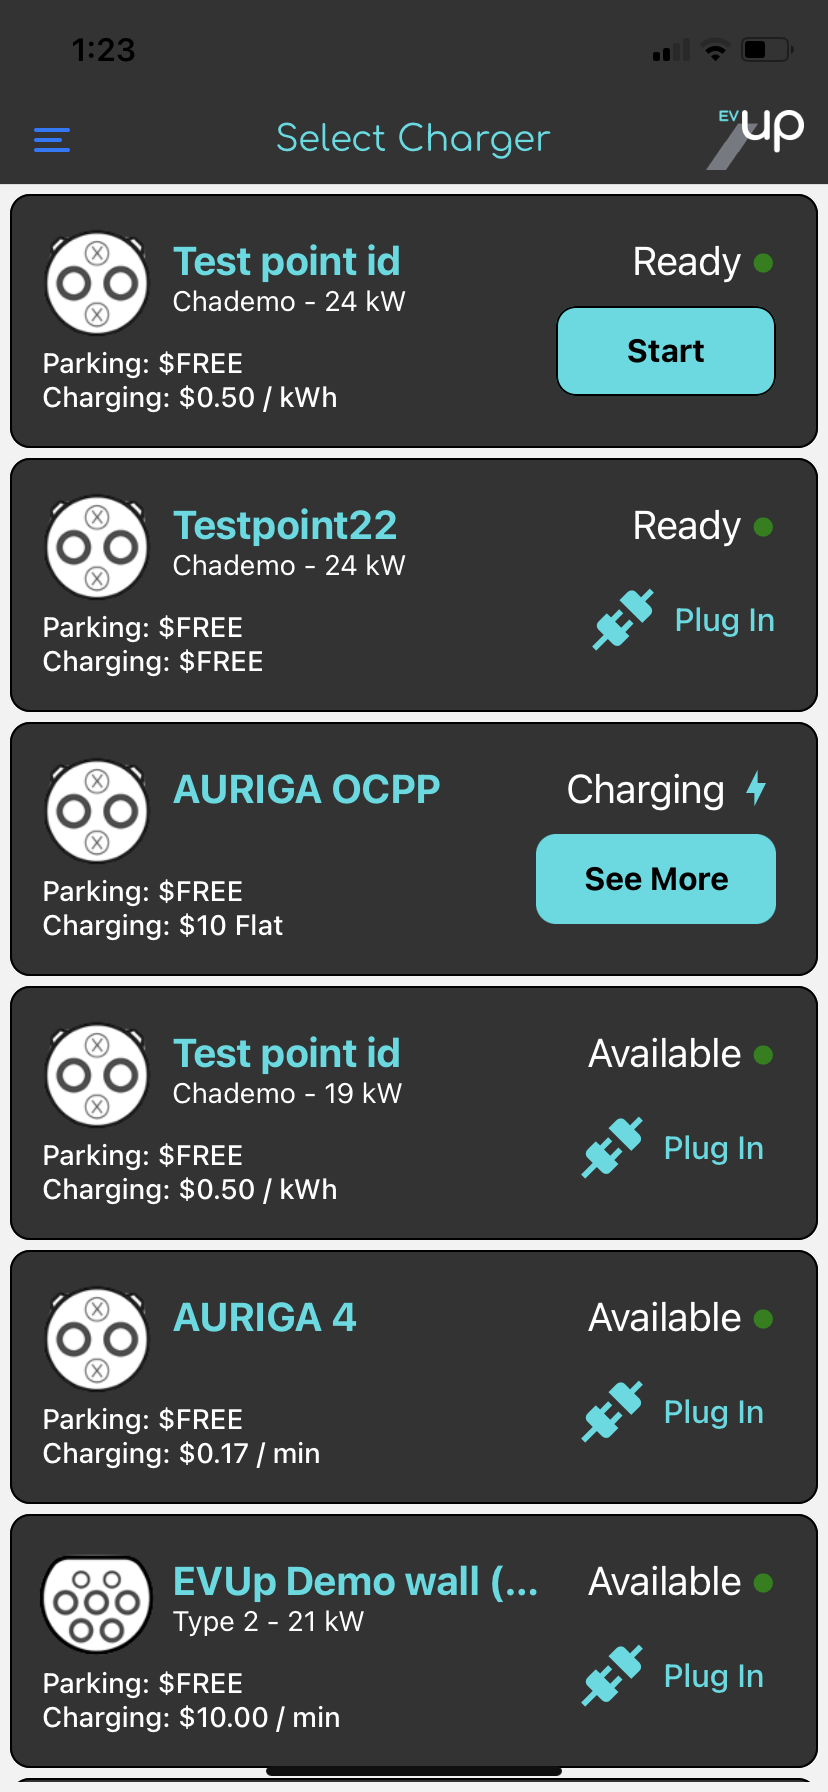 1:23
Select Charger
EV up
Test point id
Ready
Chademo - 24 kW
Start
Parking: $FREE
Charging: $0.50 / kWh
Testpoint22
Ready
Chademo - 24 kW
Plug In
Parking: $FREE
Charging: $FREE
AURIGA OCPP
Charging
See More
Parking: $FREE
Charging: $10 Flat
Test point id
Available
Chademo - 19 kW
Plug In
Parking: $FREE
Charging: $0.50 / kWh
AURIGA 4
Available
Plug In
Parking: $FREE
Charging: $0.17 / min
EVUp Demo wall (...
Available
Type 2 - 21 kW
Plug In
Parking: $FREE
Charging: $10.00 / min